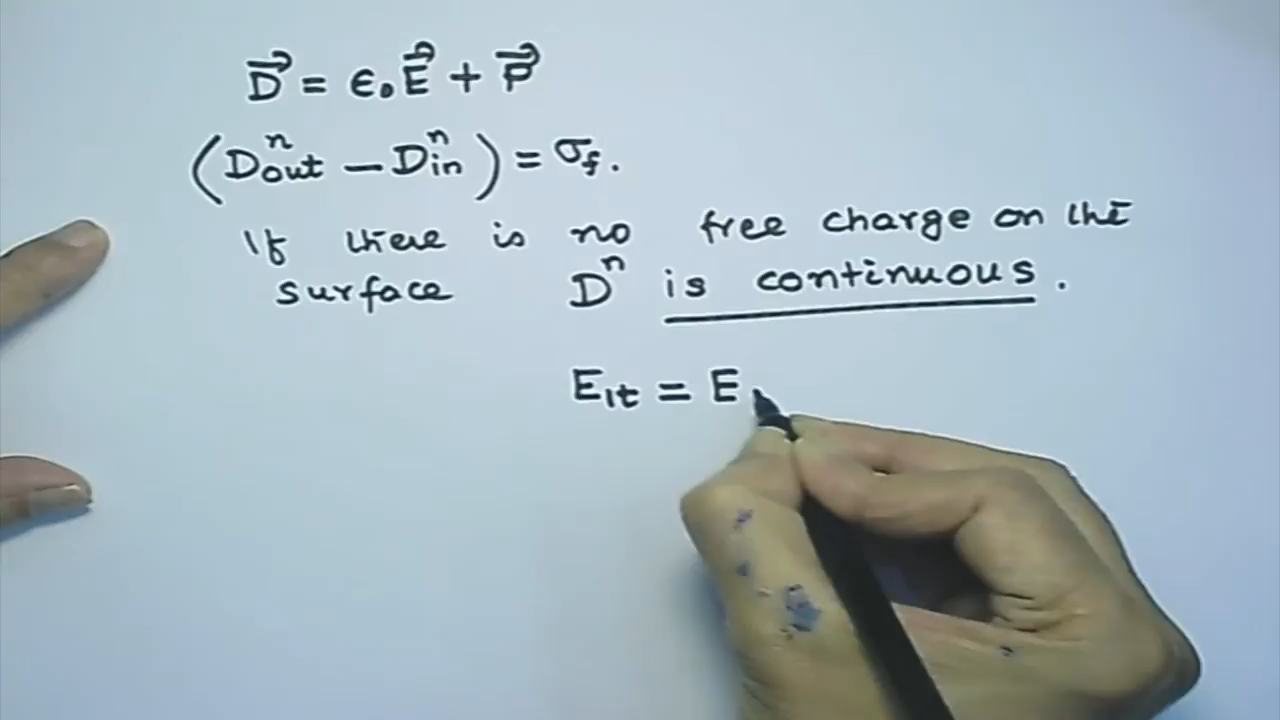 D⃗ = ε₀E⃗ + P⃗
(Dⁿout − Dⁿin) = σf.
If there is no free charge on the
surface Dⁿ is continuous.
E1t = E